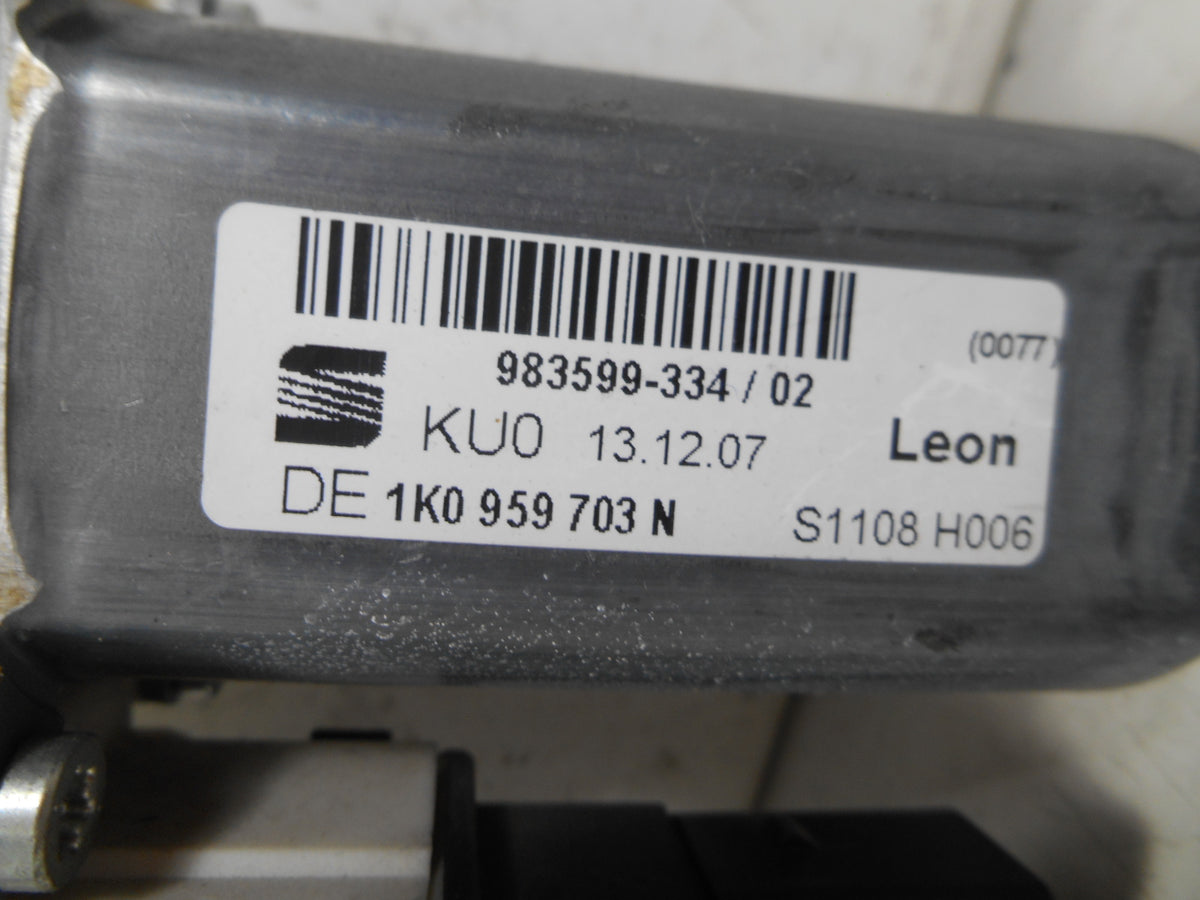 (0077)
983599-334 / 02
KU0 13.12.07 Leon
DE 1K0 959 703 N S1108 H006